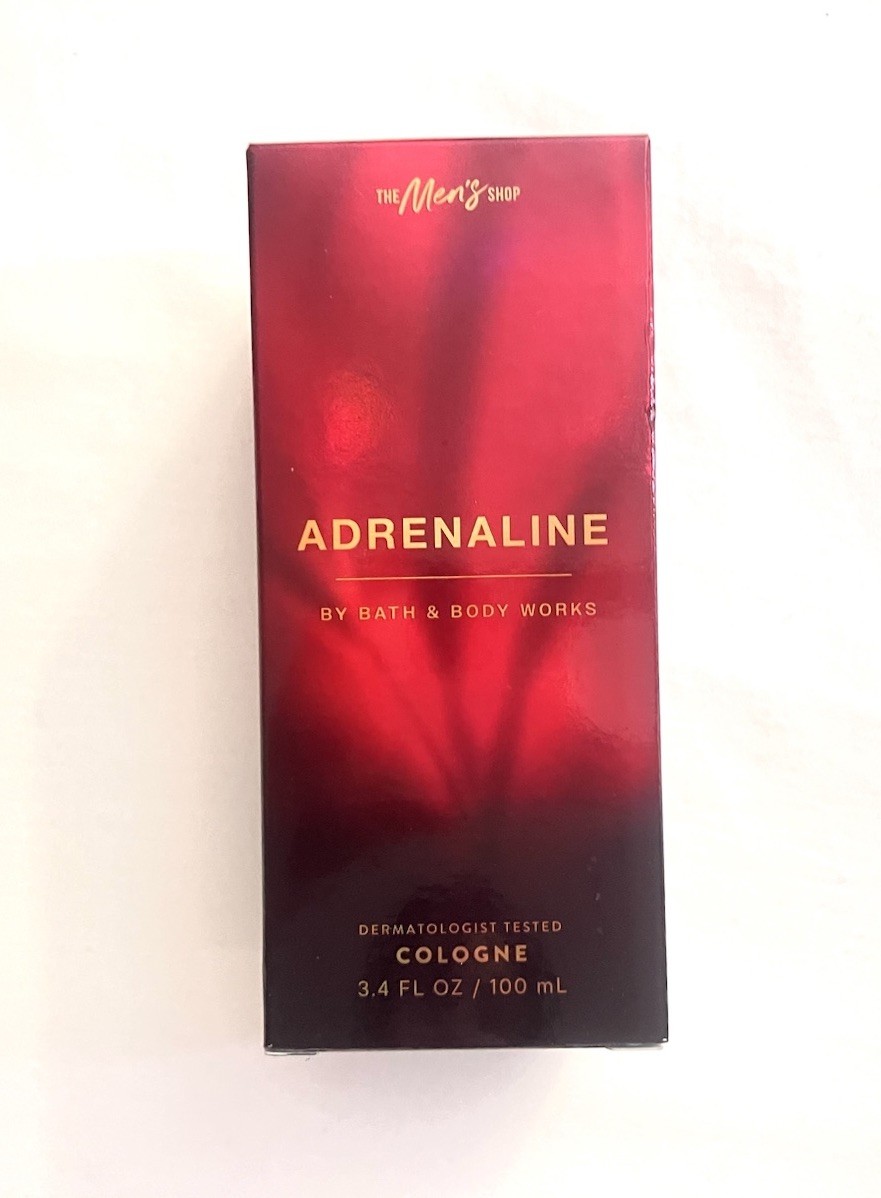 THE Men's SHOP
ADRENALINE
BY BATH & BODY WORKS
DERMATOLOGIST TESTED
COLOGNE
3.4 FL OZ / 100 mL